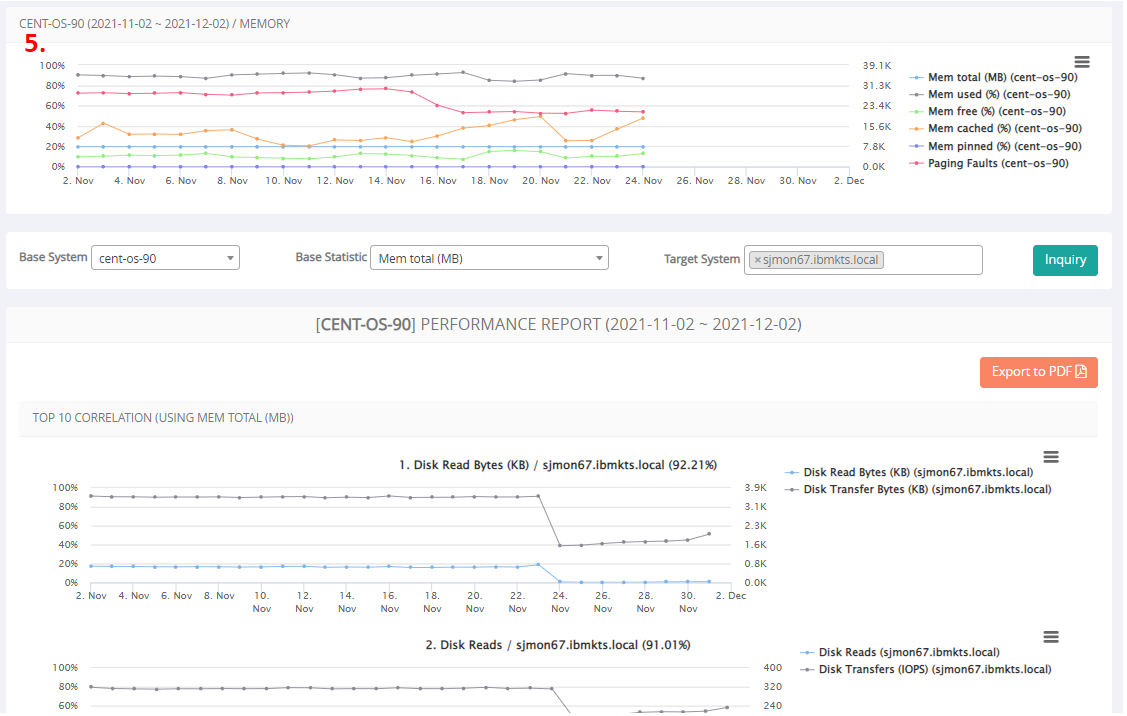 CENT-OS-90 (2021-11-02 ~ 2021-12-02) / MEMORY
5.
100%
80%
60%
40%
20%
0%
39.1K
31.3K
23.4K
15.6K
7.8K
0.0K
2. Nov 4. Nov 6. Nov 8. Nov 10. Nov 12. Nov 14. Nov 16. Nov 18. Nov 20. Nov 22. Nov 24. Nov 26. Nov 28. Nov 30. Nov 2. Dec
Mem total (MB) (cent-os-90)
Mem used (%) (cent-os-90)
Mem free (%) (cent-os-90)
Mem cached (%) (cent-os-90)
Mem pinned (%) (cent-os-90)
Paging Faults (cent-os-90)
Base System cent-os-90 Base Statistic Mem total (MB) Target System ×sjmon67.ibmkts.local Inquiry
[CENT-OS-90] PERFORMANCE REPORT (2021-11-02 ~ 2021-12-02)
Export to PDF
TOP 10 CORRELATION (USING MEM TOTAL (MB))
1. Disk Read Bytes (KB) / sjmon67.ibmkts.local (92.21%)
100%
80%
60%
40%
20%
0%
3.9K
3.1K
2.3K
1.6K
0.8K
0.0K
2. Nov 4. Nov 6. Nov 8. Nov 10. 12. 14. 16. 18. 20. 22. 24. 26. 28. 30. 2. Dec
Nov Nov Nov Nov Nov Nov Nov Nov Nov Nov Nov
Disk Read Bytes (KB) (sjmon67.ibmkts.local)
Disk Transfer Bytes (KB) (sjmon67.ibmkts.local)
2. Disk Reads / sjmon67.ibmkts.local (91.01%)
100%
80%
60%
400
320
240
Disk Reads (sjmon67.ibmkts.local)
Disk Transfers (IOPS) (sjmon67.ibmkts.local)